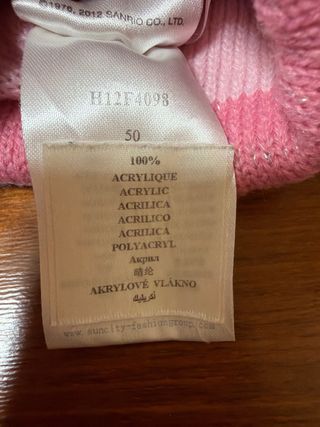 ©1976, 2012 SANRIO CO., LTD.
H12F4098
50
100%
ACRYLIQUE
ACRYLIC
ACRILICA
ACRILICO
ACRILICA
POLYACRYL
Акрил
晴纶
AKRYLOVÉ VLÁKNO
أكريليك
www.suncity-fashiongroup.com